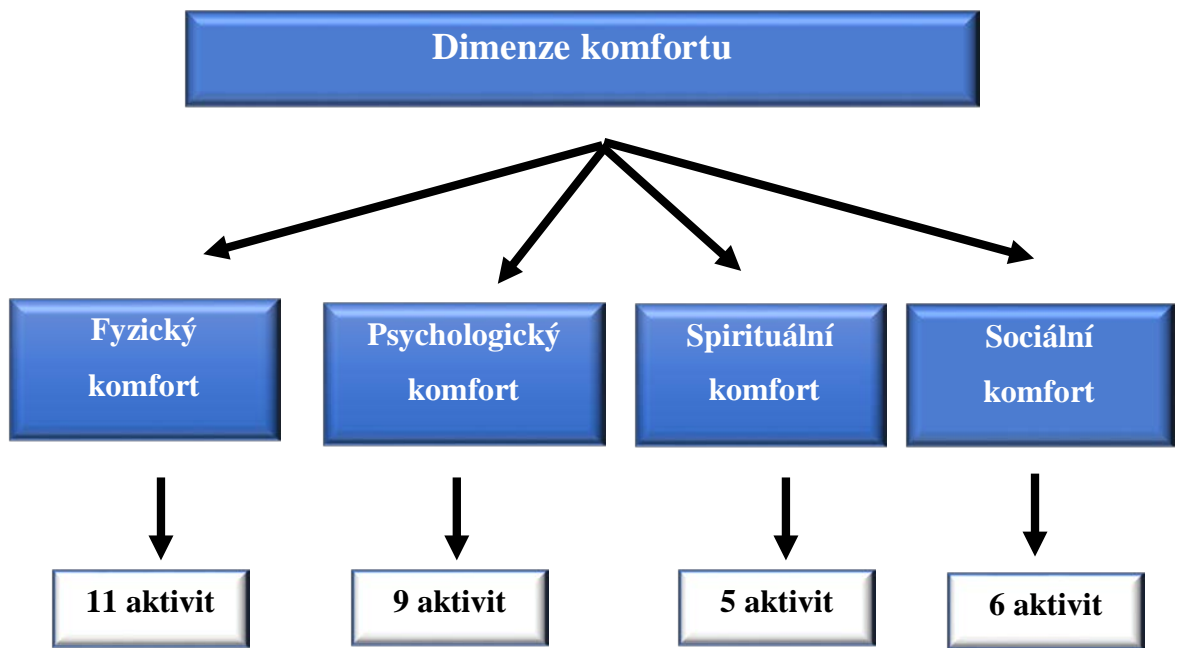 Dimenze komfortu
Fyzický
komfort
Psychologický
komfort
Spirituální
komfort
Sociální
komfort
11 aktivit
9 aktivit
5 aktivit
6 aktivit